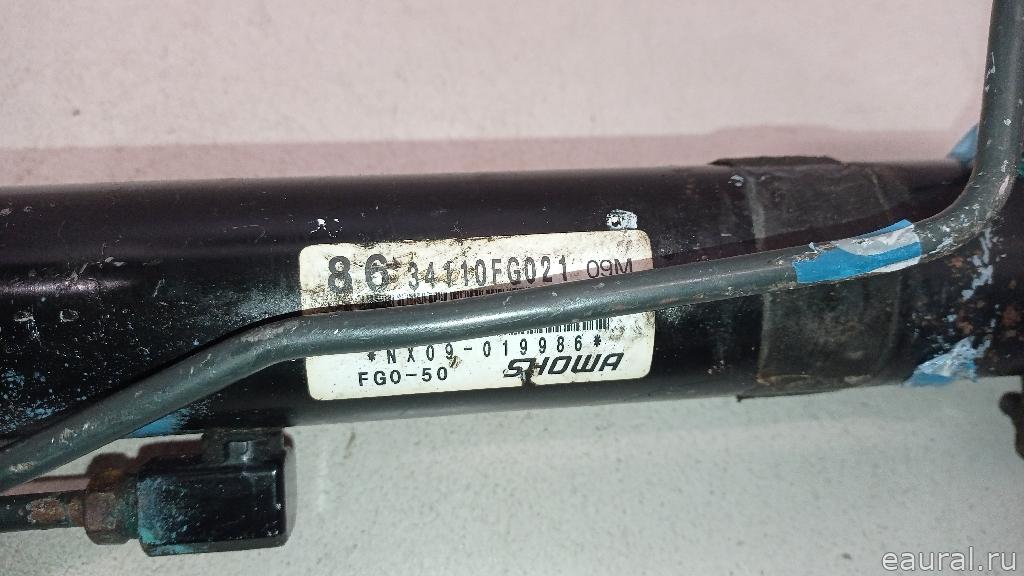 86 34110FG021 09M
*NX09-019986*
FG0-50 SHOWA
eaural.ru